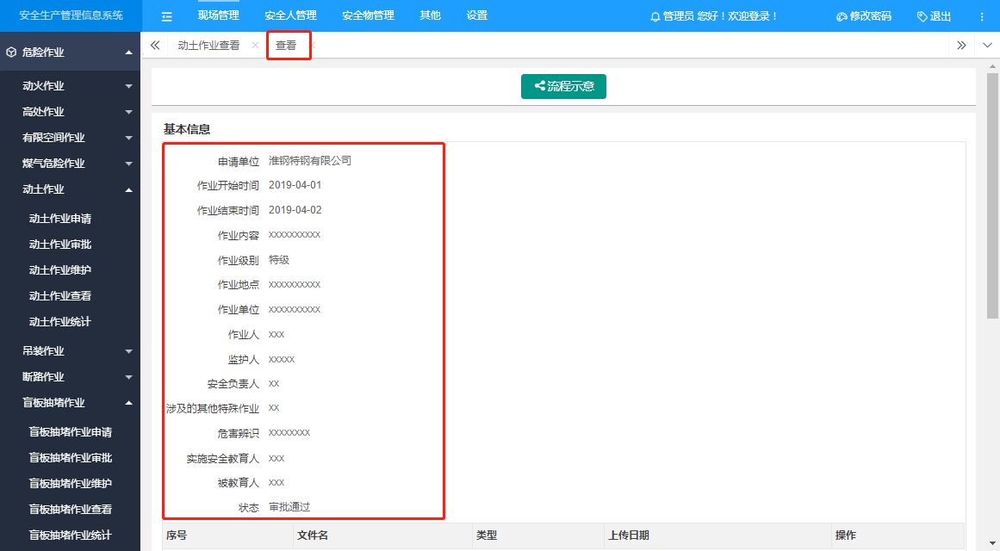 安全生产管理信息系统 现场管理 安全人管理 安全物管理 其他 设置 管理员 您好！欢迎登录！ 修改密码 退出
动土作业查看 查看
危险作业
动火作业
高处作业
有限空间作业
煤气危险作业
动土作业
动土作业申请
动土作业审批
动土作业维护
动土作业查看
动土作业统计
吊装作业
断路作业
盲板抽堵作业
盲板抽堵作业申请
盲板抽堵作业审批
盲板抽堵作业维护
盲板抽堵作业查看
盲板抽堵作业统计
流程示意
基本信息
申请单位 淮钢特钢有限公司
作业开始时间 2019-04-01
作业结束时间 2019-04-02
作业内容 xxxxxxxxxx
作业级别 特级
作业地点 xxxxxxxxxx
作业单位 xxxxxxxxxx
作业人 xxx
监护人 xxxxx
安全负责人 xx
涉及的其他特殊作业 xx
危害辨识 xxxxxxxx
实施安全教育人 xxx
被教育人 xxx
状态 审批通过
序号 文件名 类型 上传日期 操作